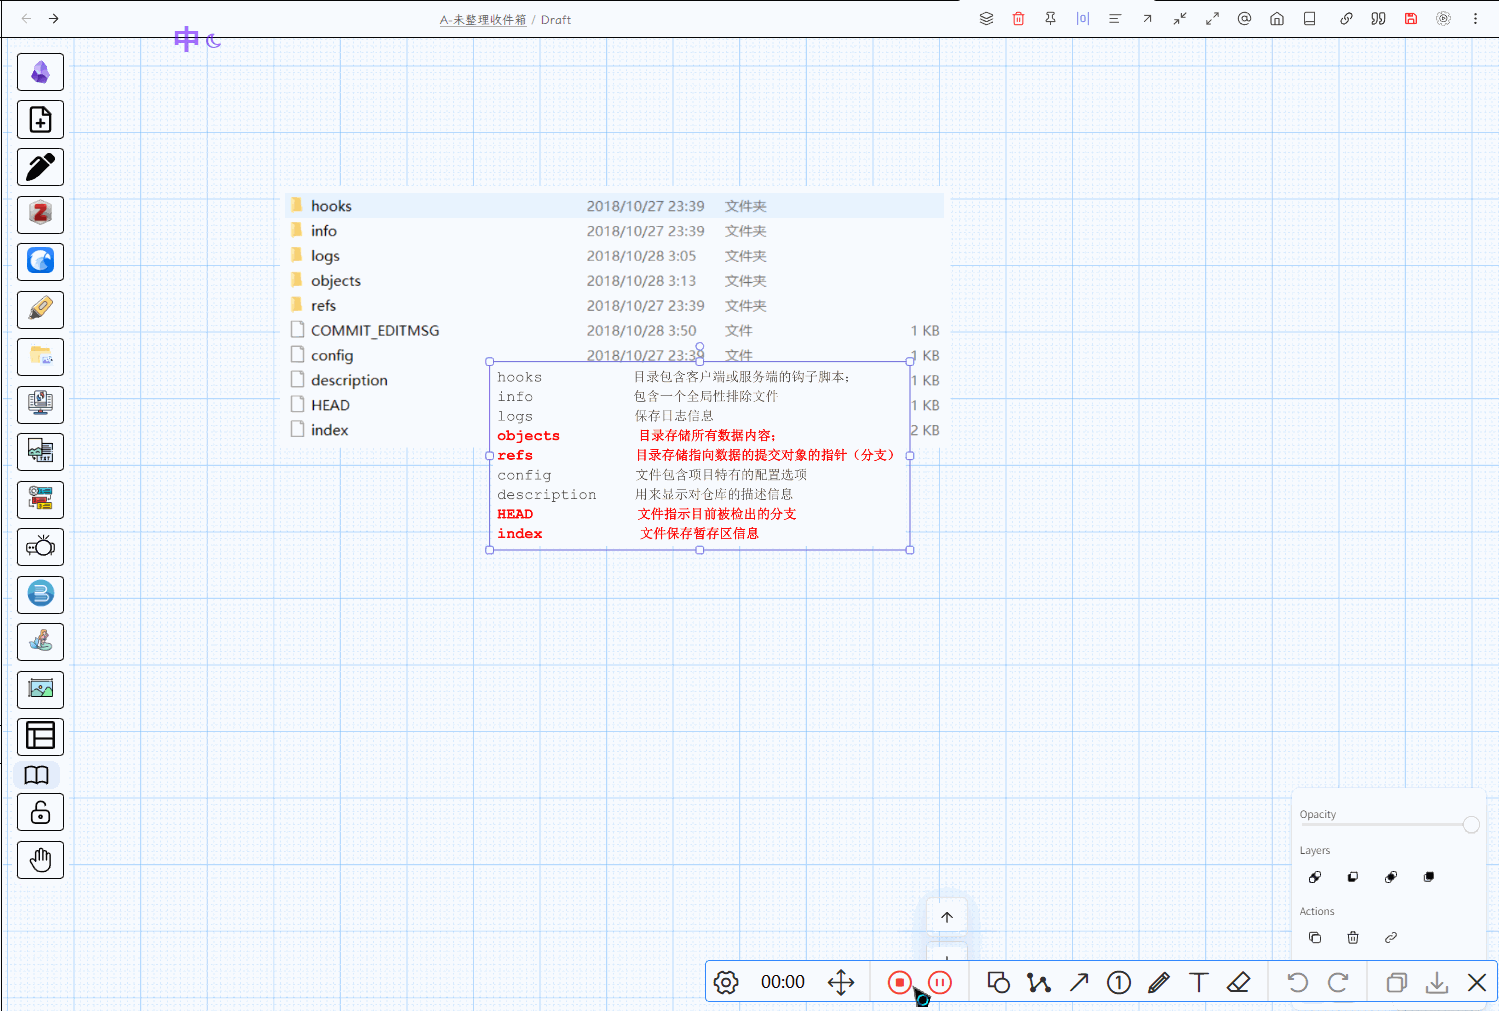 A-未整理收件箱 / Draft
中
hooks 2018/10/27 23:39 文件夹
info 2018/10/27 23:39 文件夹
logs 2018/10/28 3:05 文件夹
objects 2018/10/28 3:13 文件夹
refs 2018/10/27 23:39 文件夹
COMMIT_EDITMSG 2018/10/28 3:50 文件 1 KB
config 2018/10/27 23:39 文件 1 KB
description 1 KB
HEAD 1 KB
index 2 KB
hooks 目录包含客户端或服务端的钩子脚本;
info 包含一个全局性排除文件
logs 保存日志信息
objects 目录存储所有数据内容;
refs 目录存储指向数据的提交对象的指针（分支）
config 文件包含项目特有的配置选项
description 用来显示对仓库的描述信息
HEAD 文件指示目前被检出的分支
index 文件保存暂存区信息
Opacity
Layers
Actions
00:00